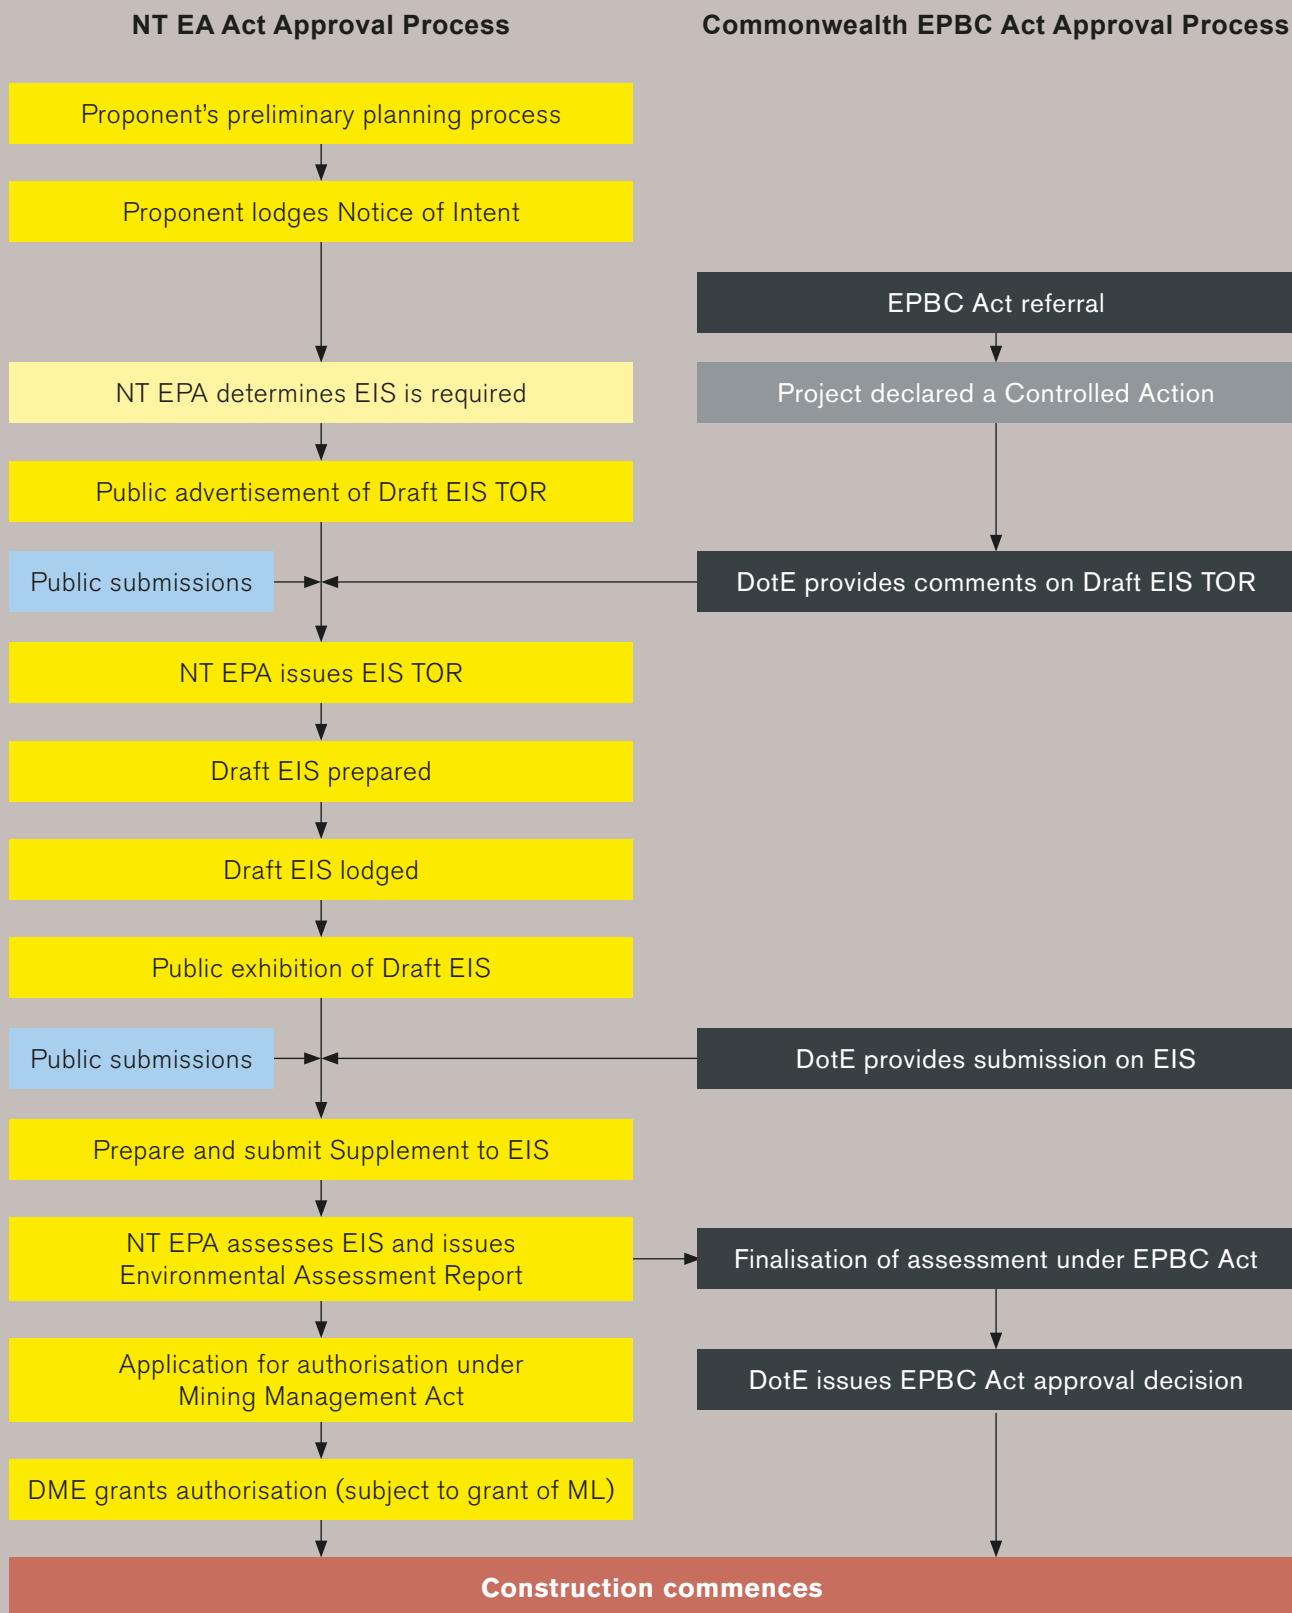 NT EA Act Approval Process
Commonwealth EPBC Act Approval Process
Proponent’s preliminary planning process
Proponent lodges Notice of Intent
EPBC Act referral
NT EPA determines EIS is required
Project declared a Controlled Action
Public advertisement of Draft EIS TOR
Public submissions
DotE provides comments on Draft EIS TOR
NT EPA issues EIS TOR
Draft EIS prepared
Draft EIS lodged
Public exhibition of Draft EIS
Public submissions
DotE provides submission on EIS
Prepare and submit Supplement to EIS
NT EPA assesses EIS and issues
Environmental Assessment Report
Finalisation of assessment under EPBC Act
Application for authorisation under
Mining Management Act
DotE issues EPBC Act approval decision
DME grants authorisation (subject to grant of ML)
Construction commences